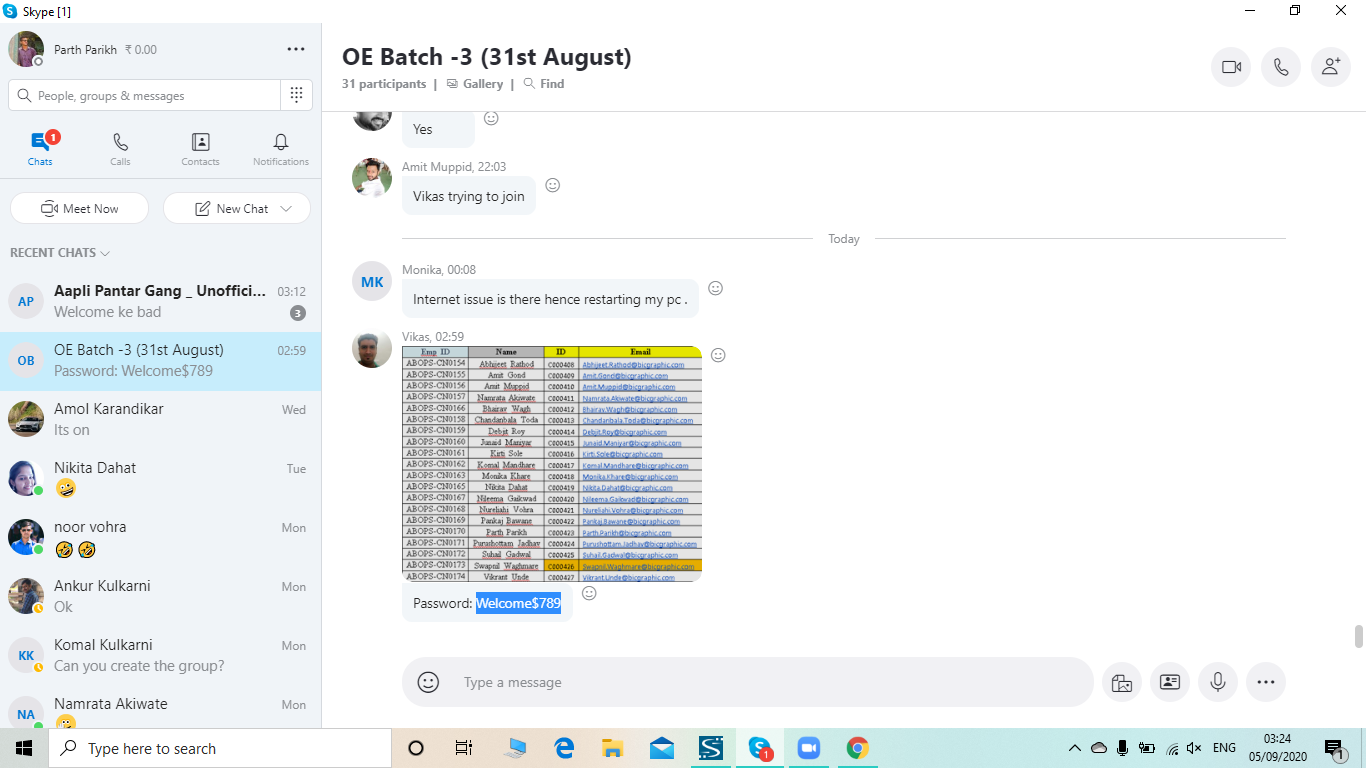 Skype [1]
Parth Parikh ₹ 0.00
People, groups & messages
1
Chats
Calls
Contacts
Notifications
Meet Now
New Chat
RECENT CHATS
AP
Aapli Pantar Gang _ Unoffici... 03:12
Welcome ke bad 3
OB
OE Batch -3 (31st August) 02:59
Password: Welcome$789
Amol Karandikar Wed
Its on
Nikita Dahat Tue
🤪
noor vohra Mon
🤣 🤣
Ankur Kulkarni Mon
Ok
KK
Komal Kulkarni Mon
Can you create the group?
NA
Namrata Akiwate Mon
OE Batch -3 (31st August)
31 participants | Gallery | Find
Yes
Amit Muppid, 22:03
Vikas trying to join
Today
MK
Monika, 00:08
Internet issue is there hence restarting my pc .
Vikas, 02:59
Emp ID Name ID Email
ABOPS-CN0154 Abhijeet Rathod C000408 Abhijeet.Rathod@bicgraphic.com
ABOPS-CN0155 Amit Gond C000409 Amit.Gond@bicgraphic.com
ABOPS-CN0156 Amit Muppid C000410 Amit.Muppid@bicgraphic.com
ABOPS-CN0157 Namrata Akiwate C000411 Namrata.Akiwate@bicgraphic.com
ABOPS-CN0166 Bhairav Wagh C000412 Bhairav.Wagh@bicgraphic.com
ABOPS-CN0158 Chandanbala Toda C000413 Chandanbala.Toda@bicgraphic.com
ABOPS-CN0159 Debjit Roy C000414 Debjit.Roy@bicgraphic.com
ABOPS-CN0160 Junaid Maniyar C000415 Junaid.Maniyar@bicgraphic.com
ABOPS-CN0161 Kirti Sole C000416 Kirti.Sole@bicgraphic.com
ABOPS-CN0162 Komal Mandhare C000417 Komal.Mandhare@bicgraphic.com
ABOPS-CN0163 Monika Khare C000418 Monika.Khare@bicgraphic.com
ABOPS-CN0165 Nikita Dahat C000419 Nikita.Dahat@bicgraphic.com
ABOPS-CN0167 Nileema Gaikwad C000420 Nileema.Gaikwad@bicgraphic.com
ABOPS-CN0168 Nurelishi Vohra C000421 Nurelishi.Vohra@bicgraphic.com
ABOPS-CN0169 Pankaj Bawane C000422 Pankaj.Bawane@bicgraphic.com
ABOPS-CN0170 Parth Parikh C000423 Parth.Parikh@bicgraphic.com
ABOPS-CN0171 Purushottam Jadhav C000424 Purushottam.Jadhav@bicgraphic.com
ABOPS-CN0172 Suhail Gadwal C000425 Suhail.Gadwal@bicgraphic.com
ABOPS-CN0173 Swapnil Waghmare C000426 Swapnil.Waghmare@bicgraphic.com
ABOPS-CN0174 Vikrant Unde C000427 Vikrant.Unde@bicgraphic.com
Password: Welcome$789
Type a message
Type here to search
1
ENG
03:24
05/09/2020
1